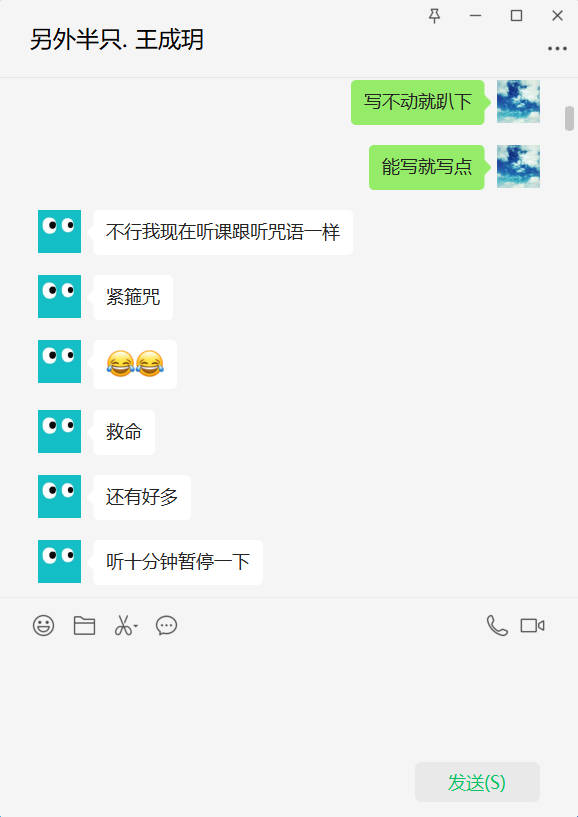 另外半只. 王成玥
写不动就趴下
能写就写点
不行我现在听课跟听咒语一样
紧箍咒
😂😂
救命
还有好多
听十分钟暂停一下
发送(S)